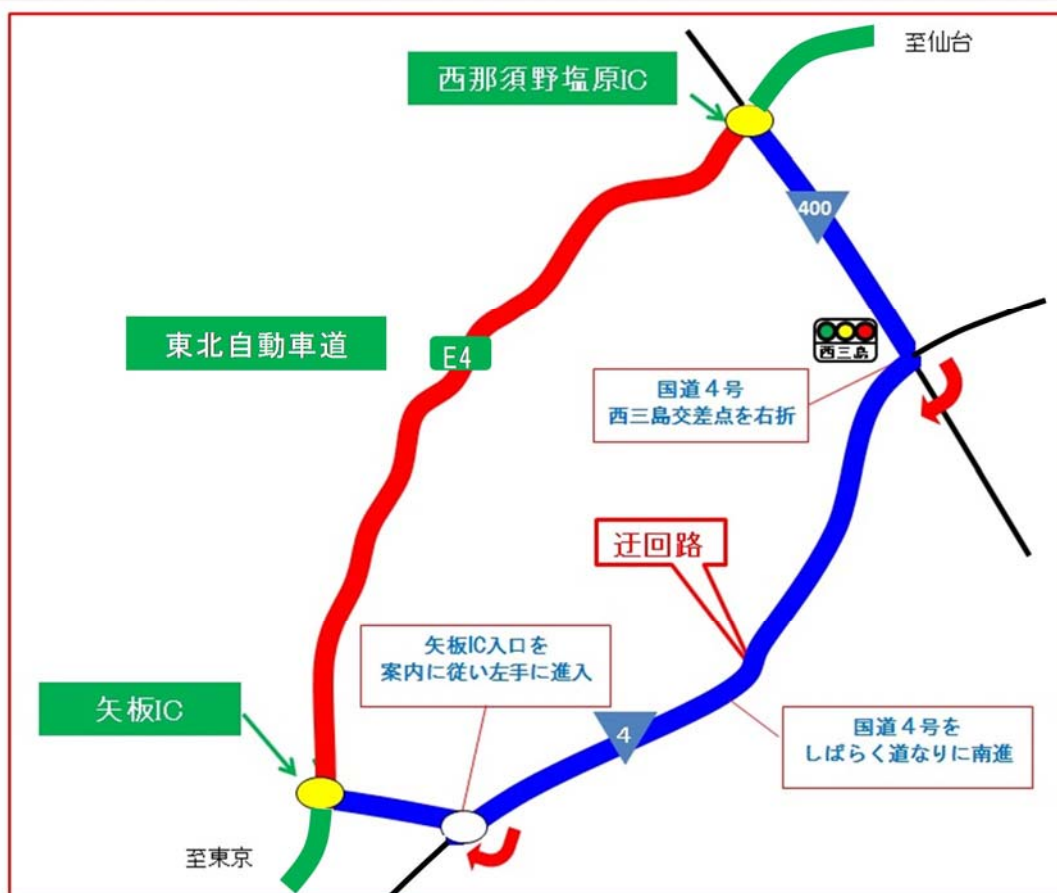 至仙台
西那須野塩原IC
400
東北自動車道
E4
西三島
国道４号
西三島交差点を右折
迂回路
矢板IC入口を
案内に従い左手に進入
矢板IC
4
国道４号を
しばらく道なりに南進
至東京